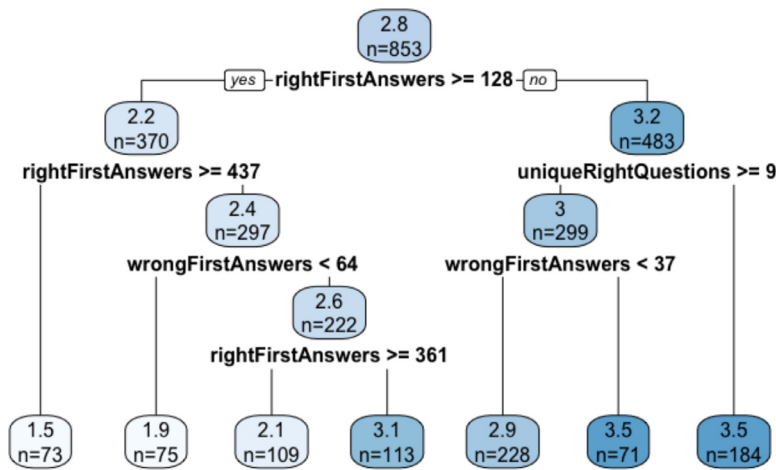 2.8
n=853
yes
rightFirstAnswers >= 128
no
2.2
n=370
3.2
n=483
rightFirstAnswers >= 437
uniqueRightQuestions >= 9
2.4
n=297
3
n=299
wrongFirstAnswers < 64
wrongFirstAnswers < 37
2.6
n=222
rightFirstAnswers >= 361
1.5
n=73
1.9
n=75
2.1
n=109
3.1
n=113
2.9
n=228
3.5
n=71
3.5
n=184